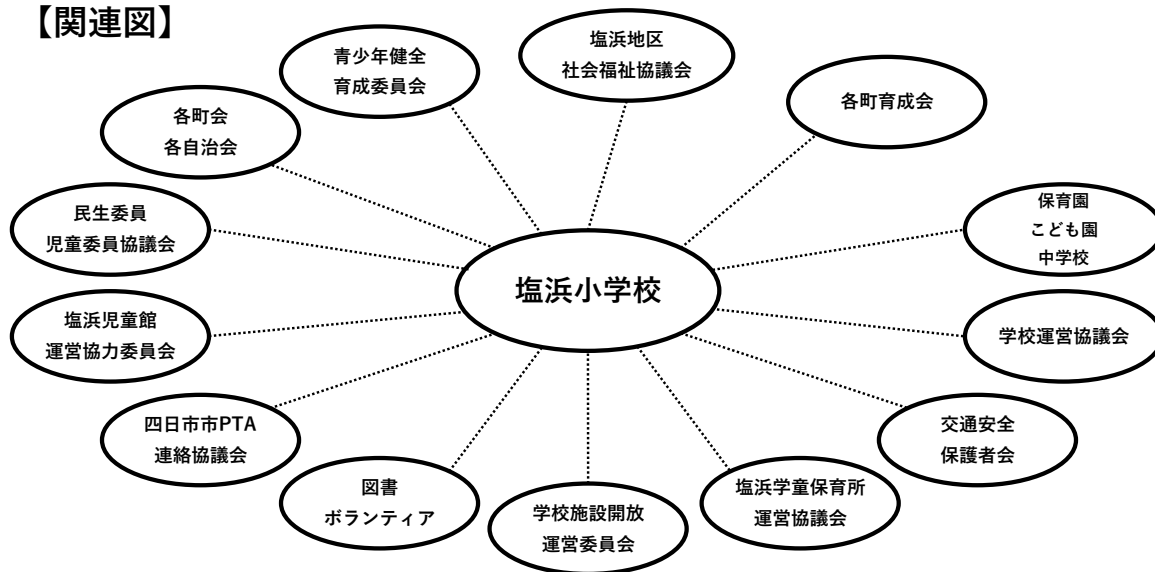 【関連図】
塩浜地区
社会福祉協議会
青少年健全
育成委員会
各町育成会
各町会
各自治会
保育園
こども園
中学校
民生委員
児童委員協議会
塩浜小学校
学校運営協議会
塩浜児童館
運営協力委員会
四日市市PTA
連絡協議会
交通安全
保護者会
図書
ボランティア
学校施設開放
運営委員会
塩浜学童保育所
運営協議会